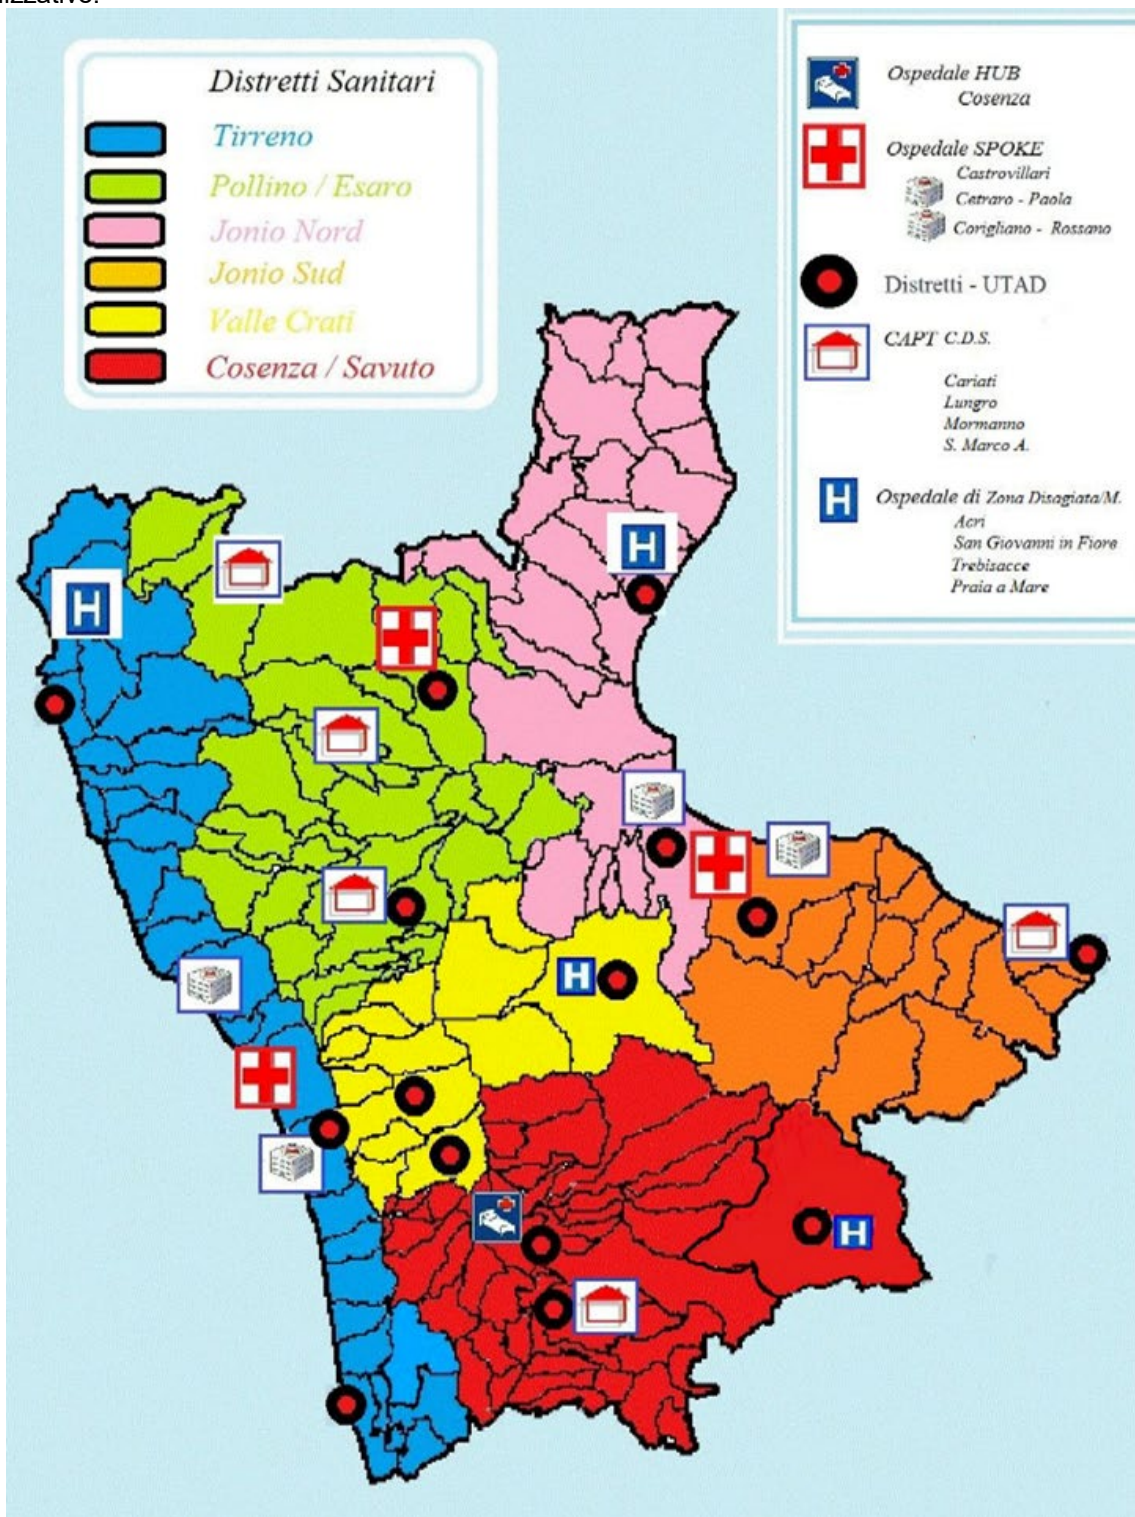 Distretti Sanitari
Tirreno
Pollino / Esaro
Jonio Nord
Jonio Sud
Valle Crati
Cosenza / Savuto
Ospedale HUB
Cosenza
Ospedale SPOKE
Castrovillari
Cetraro - Paola
Corigliano - Rossano
Distretti - UTAD
CAPT C.D.S.
Cariati
Lungro
Mormanno
S. Marco A.
H Ospedale di Zona Disagiata/M.
Acri
San Giovanni in Fiore
Trebisacce
Praia a Mare
H
H
H
H